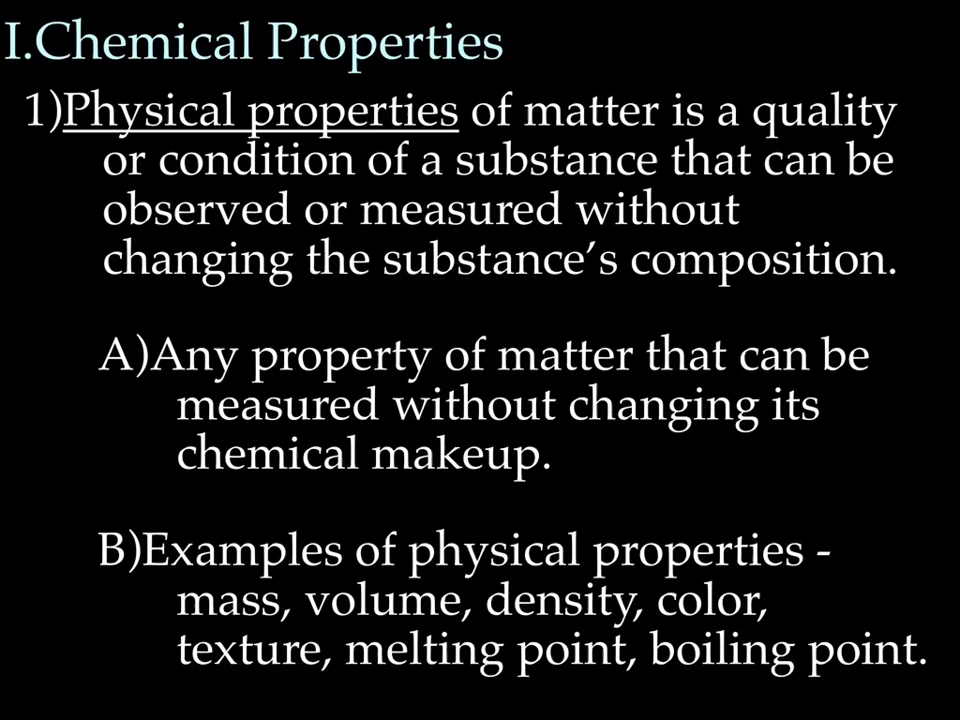 I.Chemical Properties
1)Physical properties of matter is a quality
or condition of a substance that can be
observed or measured without
changing the substance’s composition.
A)Any property of matter that can be
measured without changing its
chemical makeup.
B)Examples of physical properties -
mass, volume, density, color,
texture, melting point, boiling point.